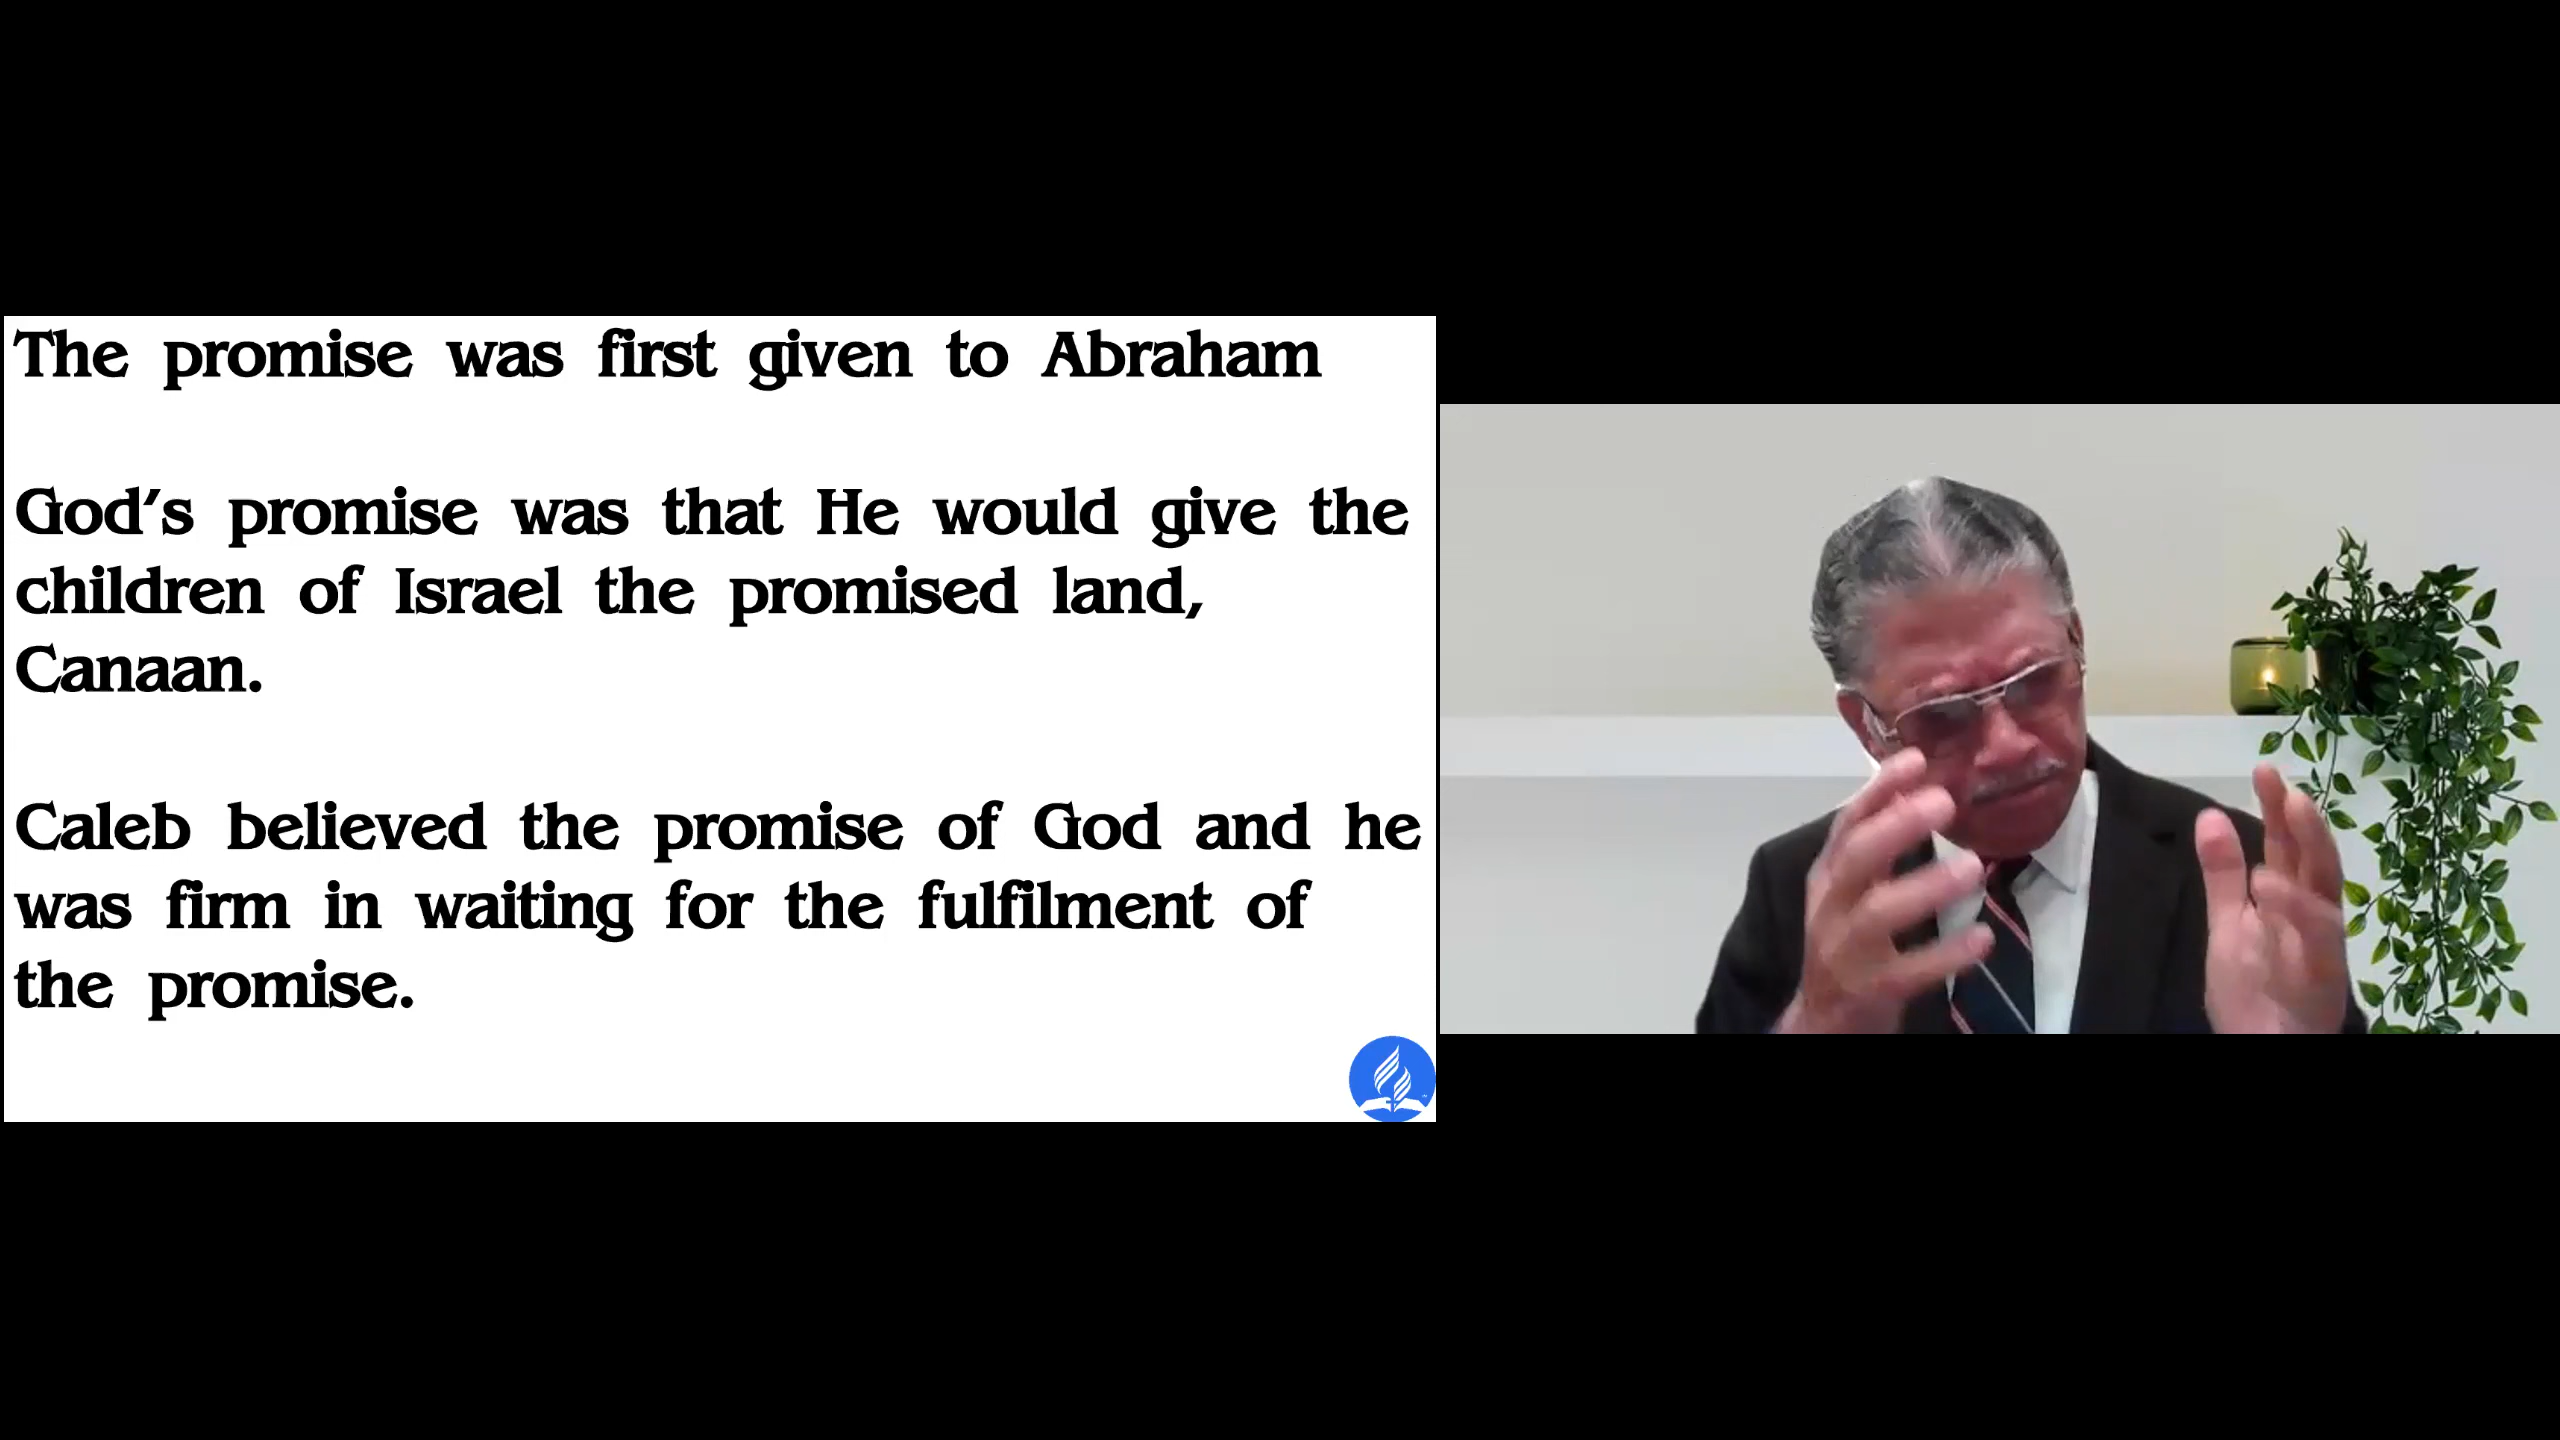 The promise was first given to Abraham
God's promise was that He would give the
children of Israel the promised land,
Canaan.
Caleb believed the promise of God and he
was firm in waiting for the fulfilment of
the promise.